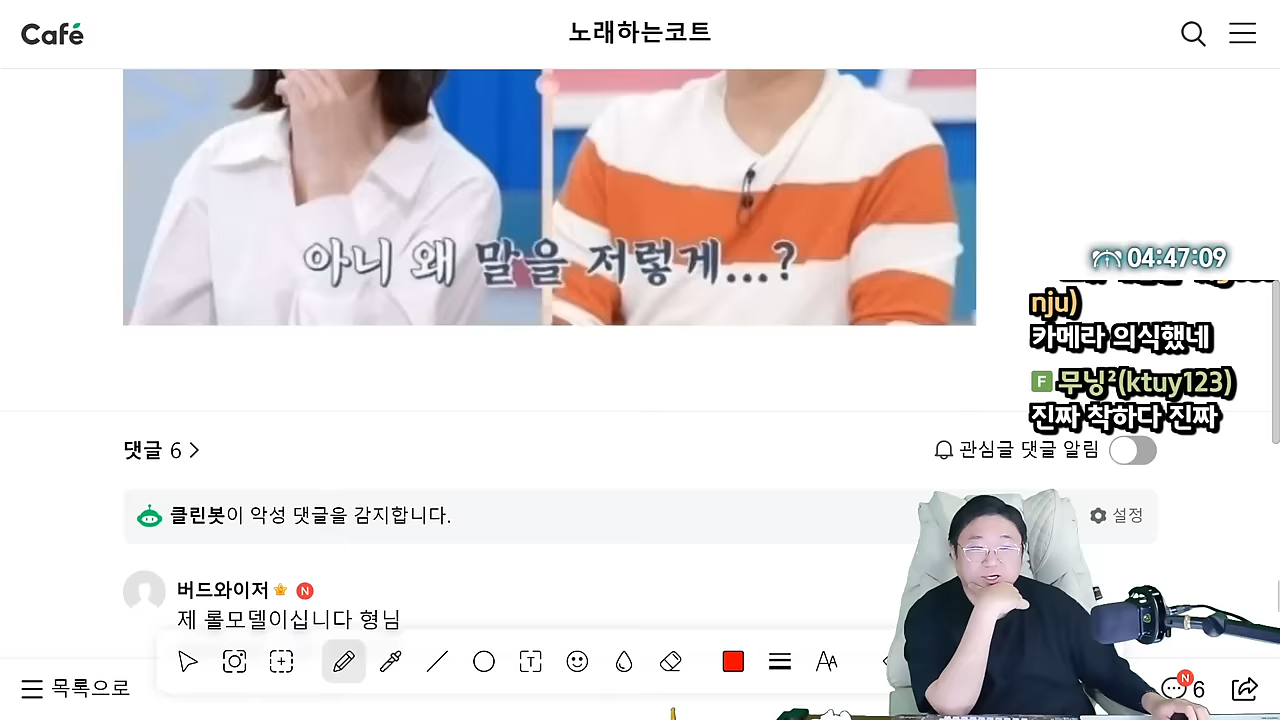 Café
노래하는코트
아니 왜 말을 저렇게...?
04:47:09
nju)
카메라 의식했네
F 무닝²(ktuy123)
진짜 착하다 진짜
댓글 6
관심글 댓글 알림
클린봇이 악성 댓글을 감지합니다.
설정
버드와이저 N
제 롤모델이십니다 형님
T
AA
목록으로
N
6